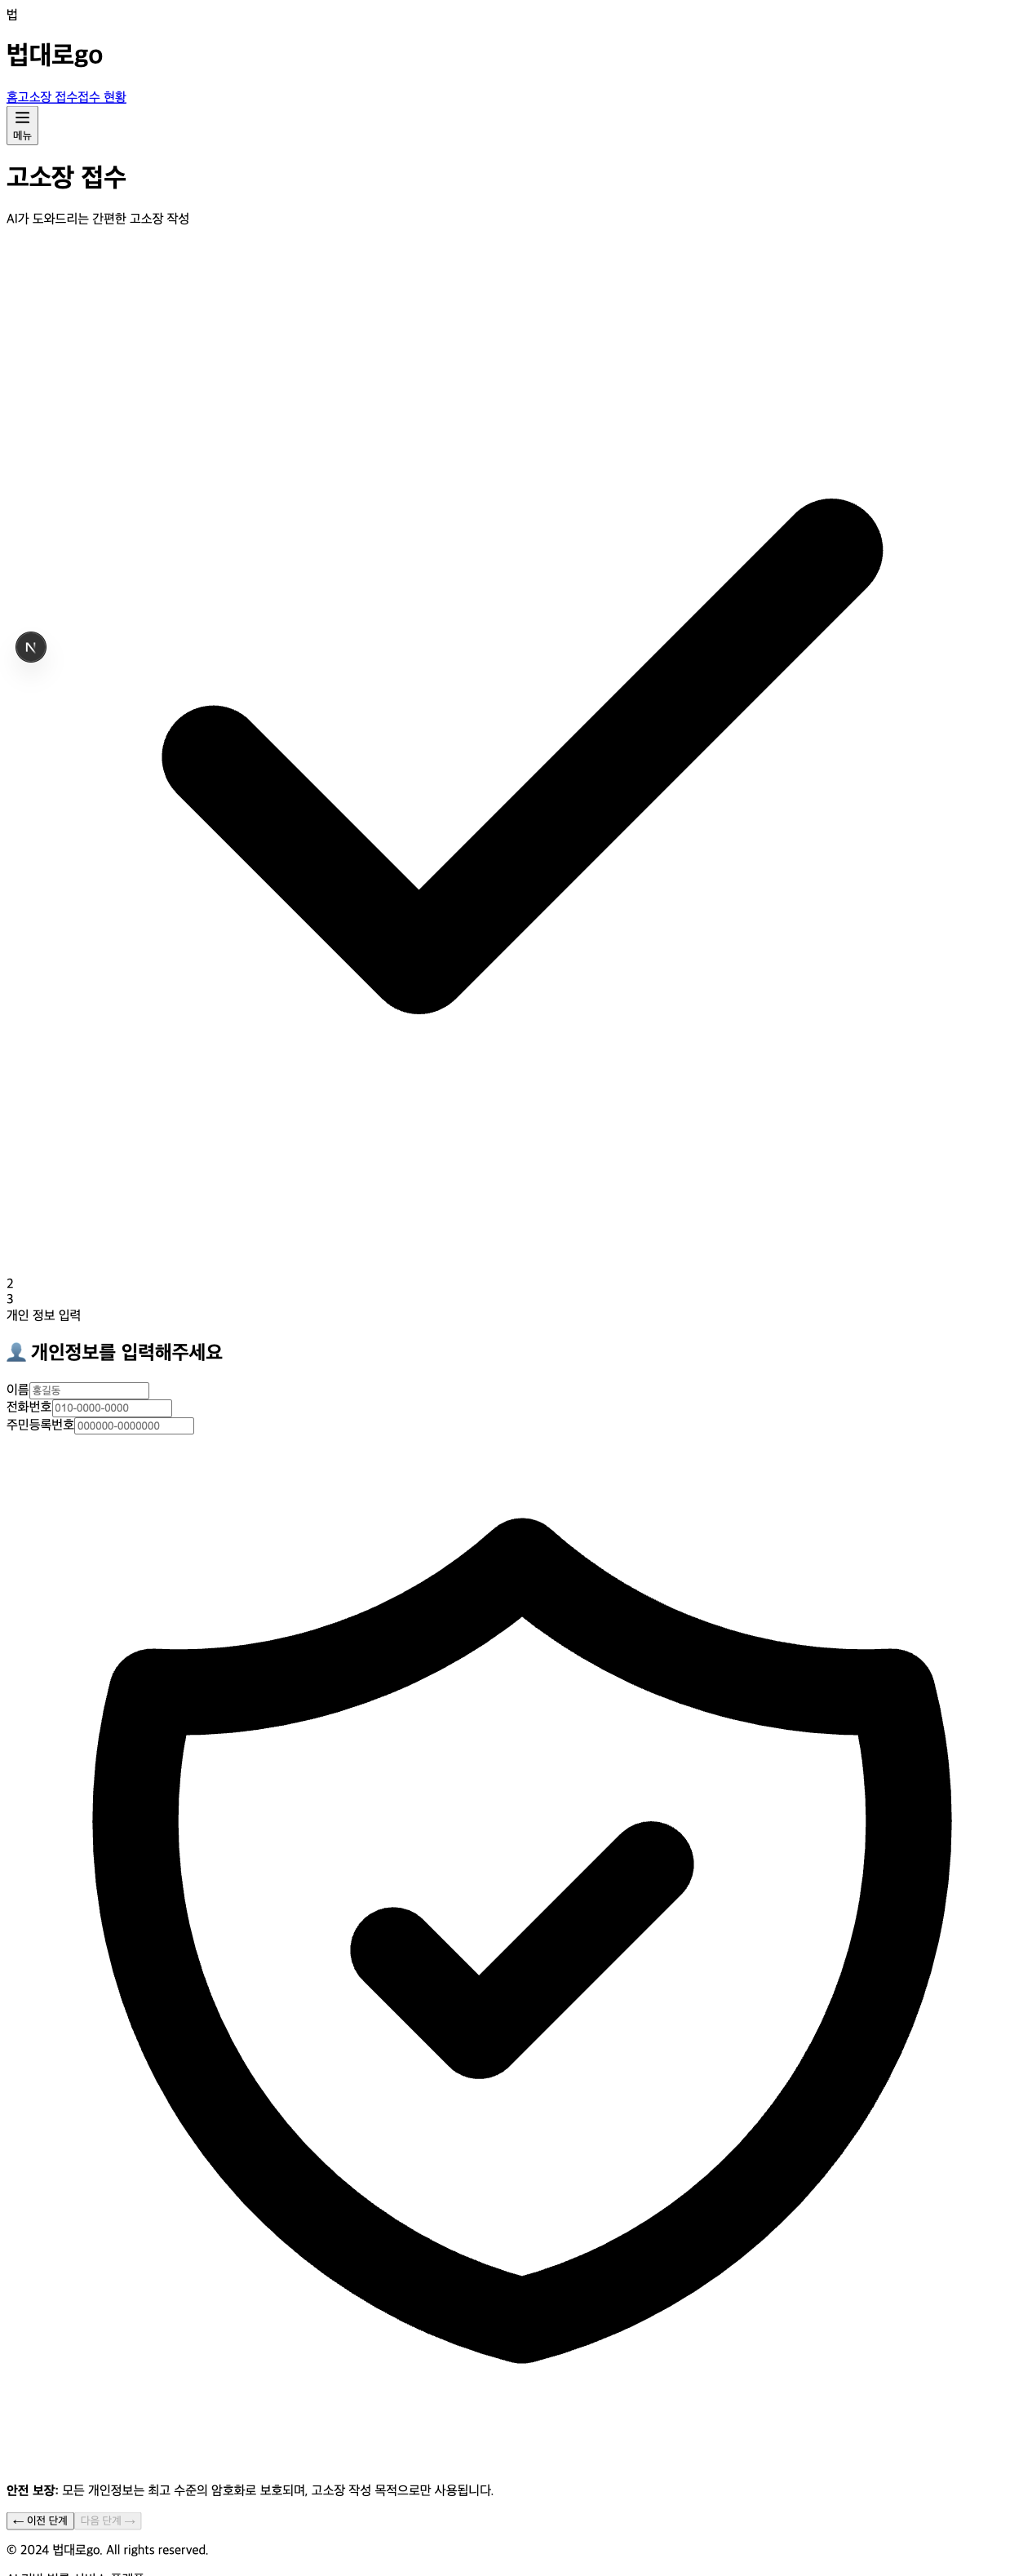 법
법대로go
홈고소장 접수접수 현황
메뉴
고소장 접수
AI가 도와드리는 간편한 고소장 작성
N
2
3
개인 정보 입력
개인정보를 입력해주세요
이름 홍길동
전화번호 010-0000-0000
주민등록번호 000000-0000000
안전 보장: 모든 개인정보는 최고 수준의 암호화로 보호되며, 고소장 작성 목적으로만 사용됩니다.
← 이전 단계 다음 단계 →
© 2024 법대로go. All rights reserved.